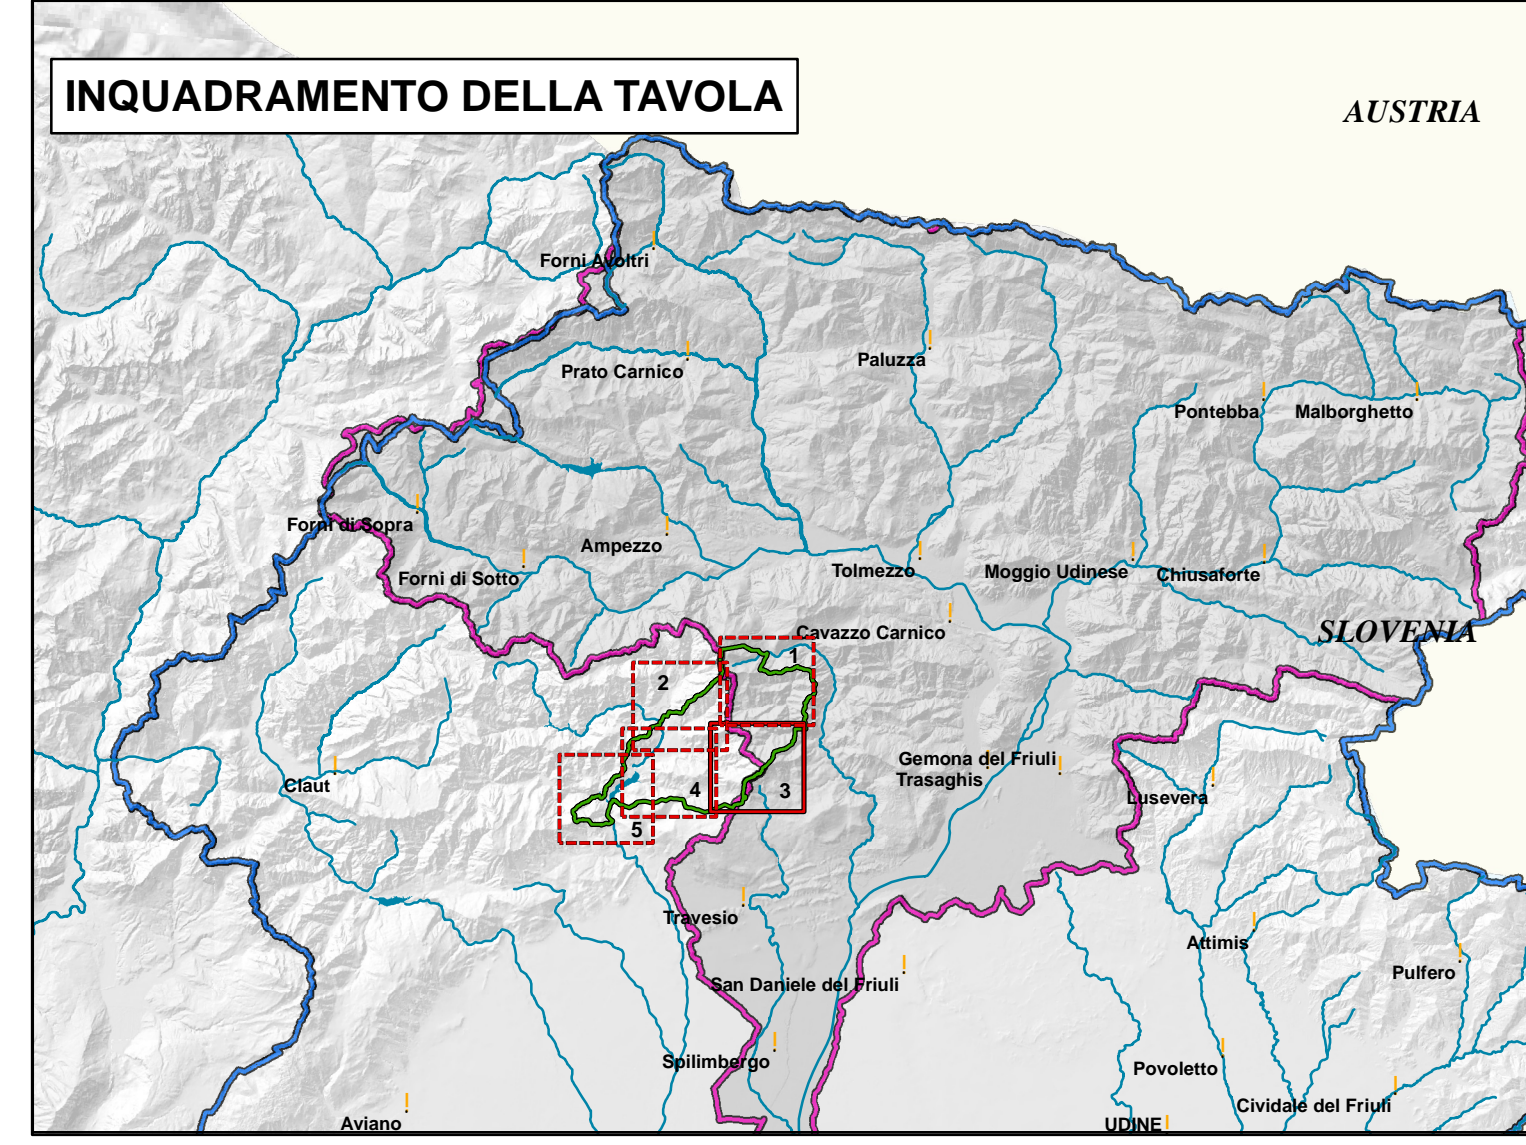 INQUADRAMENTO DELLA TAVOLA
AUSTRIA
Forni Avoltri
Paluzza
Prato Carnico
Pontebba
Malborghetto
Forni di Sopra
Ampezzo
Forni di Sotto
Tolmezzo
Moggio Udinese
Chiusaforte
Cavazzo Carnico
SLOVENIA
1
2
Gemona del Friuli
Trasaghis
Claut
4
3
Lusevera
5
Travesio
Attimis
Pulfero
San Daniele del Friuli
Spilimbergo
Povoletto
Cividale del Friuli
Aviano
UDINE